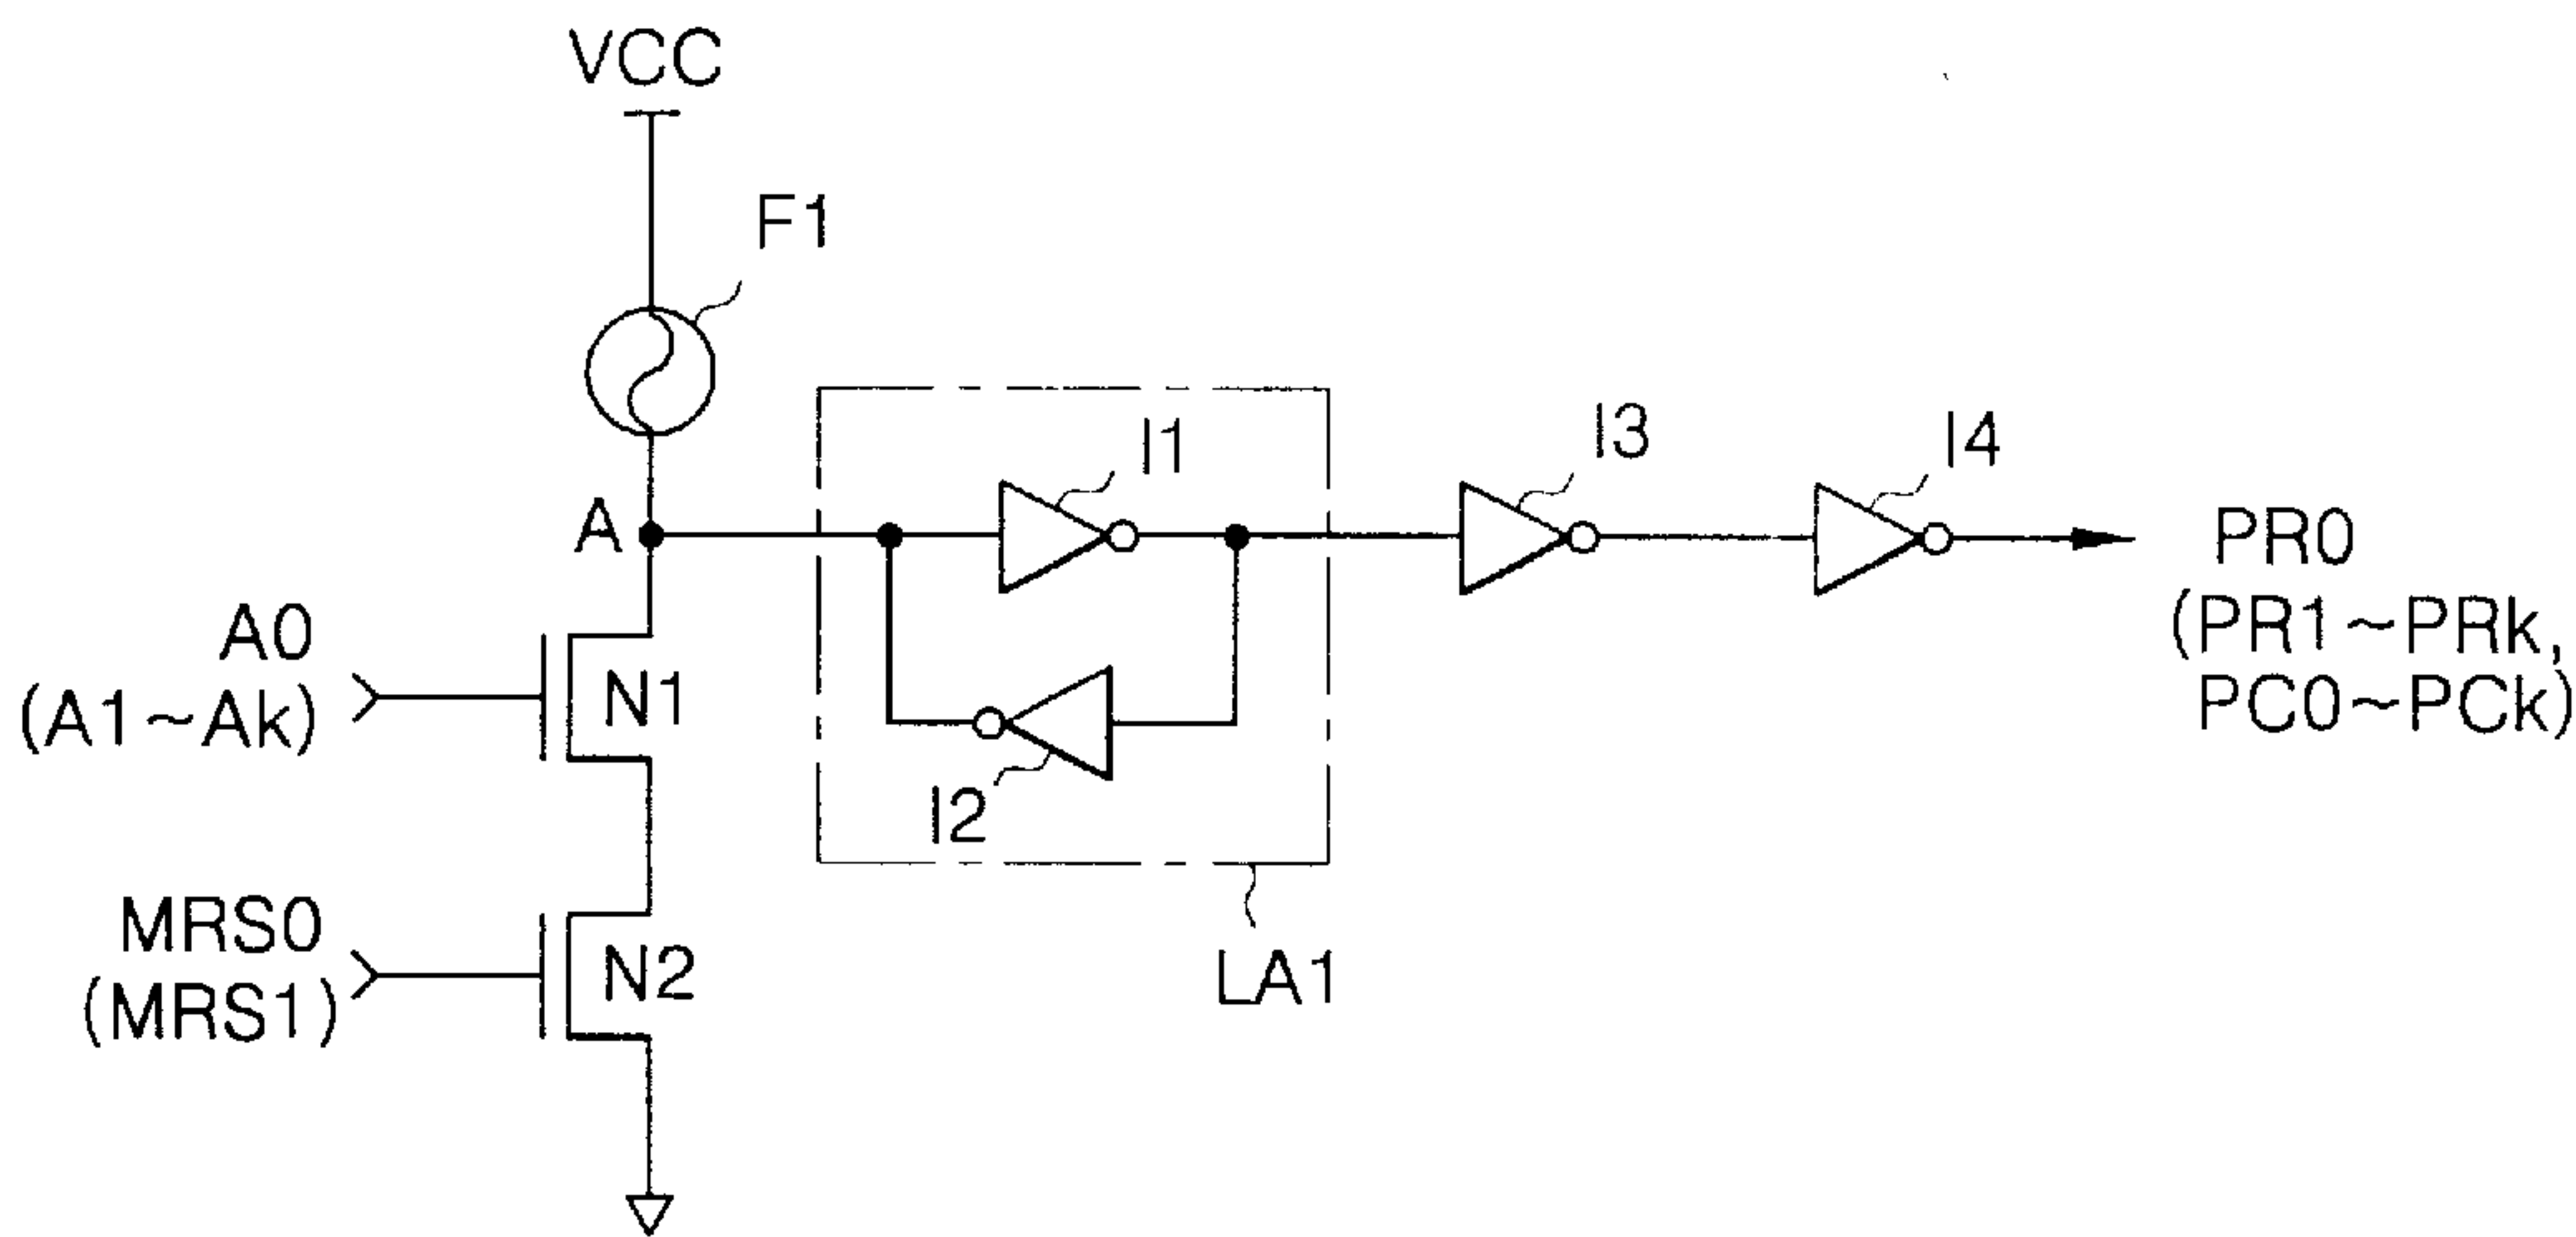 VCC
F1
I1
I3
I4
A
PR0
(PR1~PRk,
PC0~PCk)
A0
(A1~Ak)
N1
I2
MRS0
(MRS1)
N2
LA1